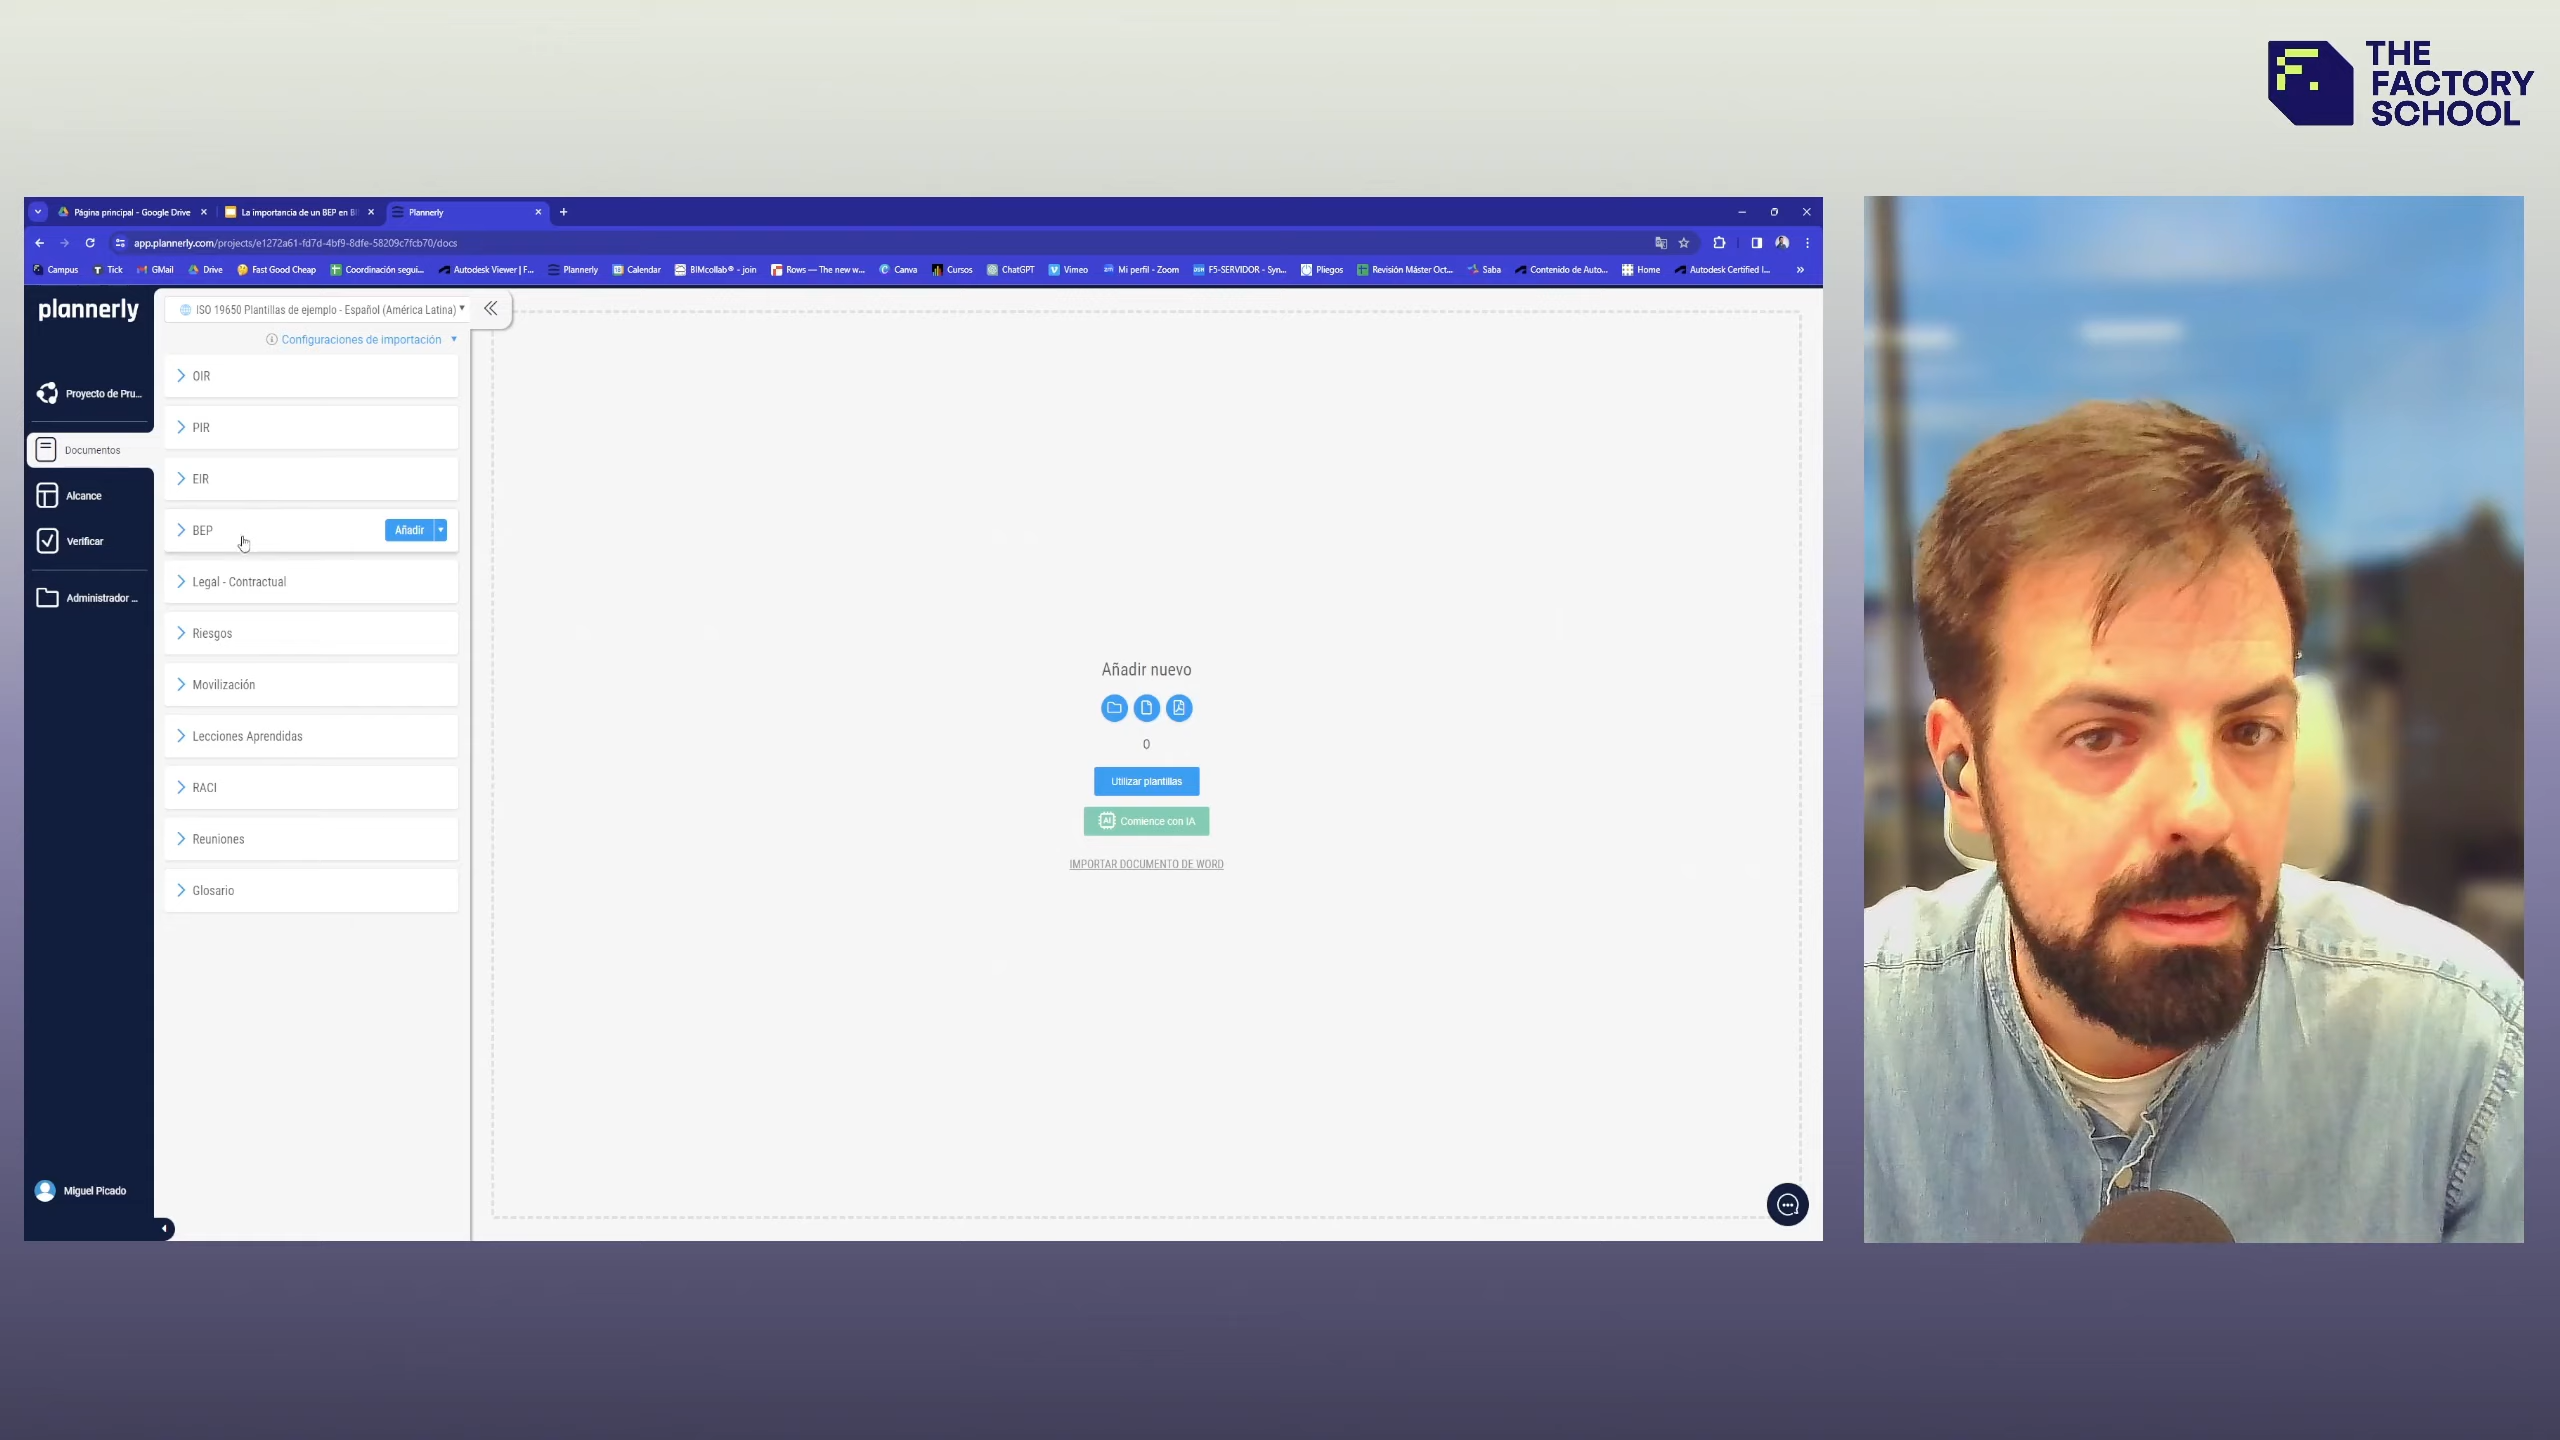 THE
FACTORY
SCHOOL
Página principal - Google Drive
La importancia de un BEP en BI
Plannerly
app.plannerly.com/projects/e1272a61-fd7d-4bf9-8dfe-58209c7fcb70/docs
Campus
Tick
GMail
Drive
Fast Good Cheap
Coordinación segui...
Autodesk Viewer | F...
Plannerly
Calendar
BIMcollab® - join
Rows — The new w...
Canva
Cursos
ChatGPT
Vimeo
Mi perfil - Zoom
F5-SERVIDOR - Syn...
Pliegos
Revisión Máster Oct...
Saba
Contenido de Auto...
Home
Autodesk Certified I...
plannerly
ISO 19650 Plantillas de ejemplo - Español (América Latina)
Configuraciones de importación
Proyecto de Pru...
Documentos
Alcance
Verificar
Administrador ...
OIR
PIR
EIR
BEP
Añadir
Legal - Contractual
Riesgos
Movilización
Lecciones Aprendidas
RACI
Reuniones
Glosario
Añadir nuevo
O
Utilizar plantillas
AI Comience con IA
IMPORTAR DOCUMENTO DE WORD
Miguel Picado